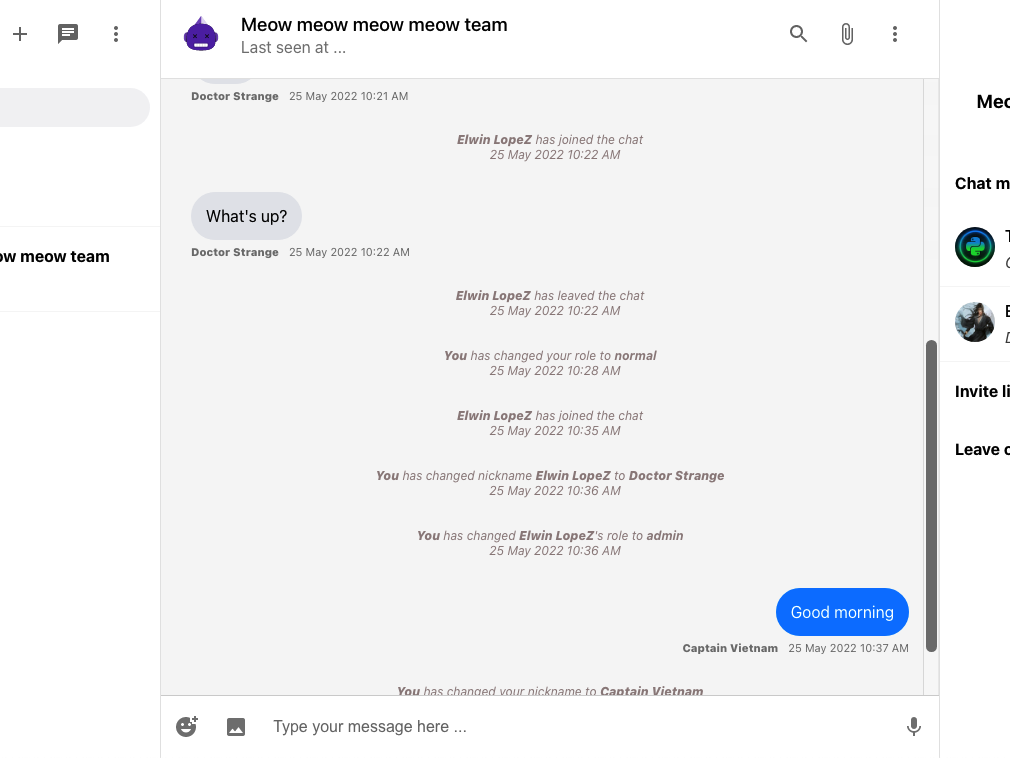 Meow meow meow meow team
Last seen at ...
ow meow team
Doctor Strange 25 May 2022 10:21 AM
Elwin LopeZ has joined the chat
25 May 2022 10:22 AM
What's up?
Doctor Strange 25 May 2022 10:22 AM
Elwin LopeZ has leaved the chat
25 May 2022 10:22 AM
You has changed your role to normal
25 May 2022 10:28 AM
Elwin LopeZ has joined the chat
25 May 2022 10:35 AM
You has changed nickname Elwin LopeZ to Doctor Strange
25 May 2022 10:36 AM
You has changed Elwin LopeZ's role to admin
25 May 2022 10:36 AM
Good morning
Captain Vietnam 25 May 2022 10:37 AM
You has changed your nickname to Captain Vietnam
Type your message here ...
Meo
Chat m
Invite li
Leave